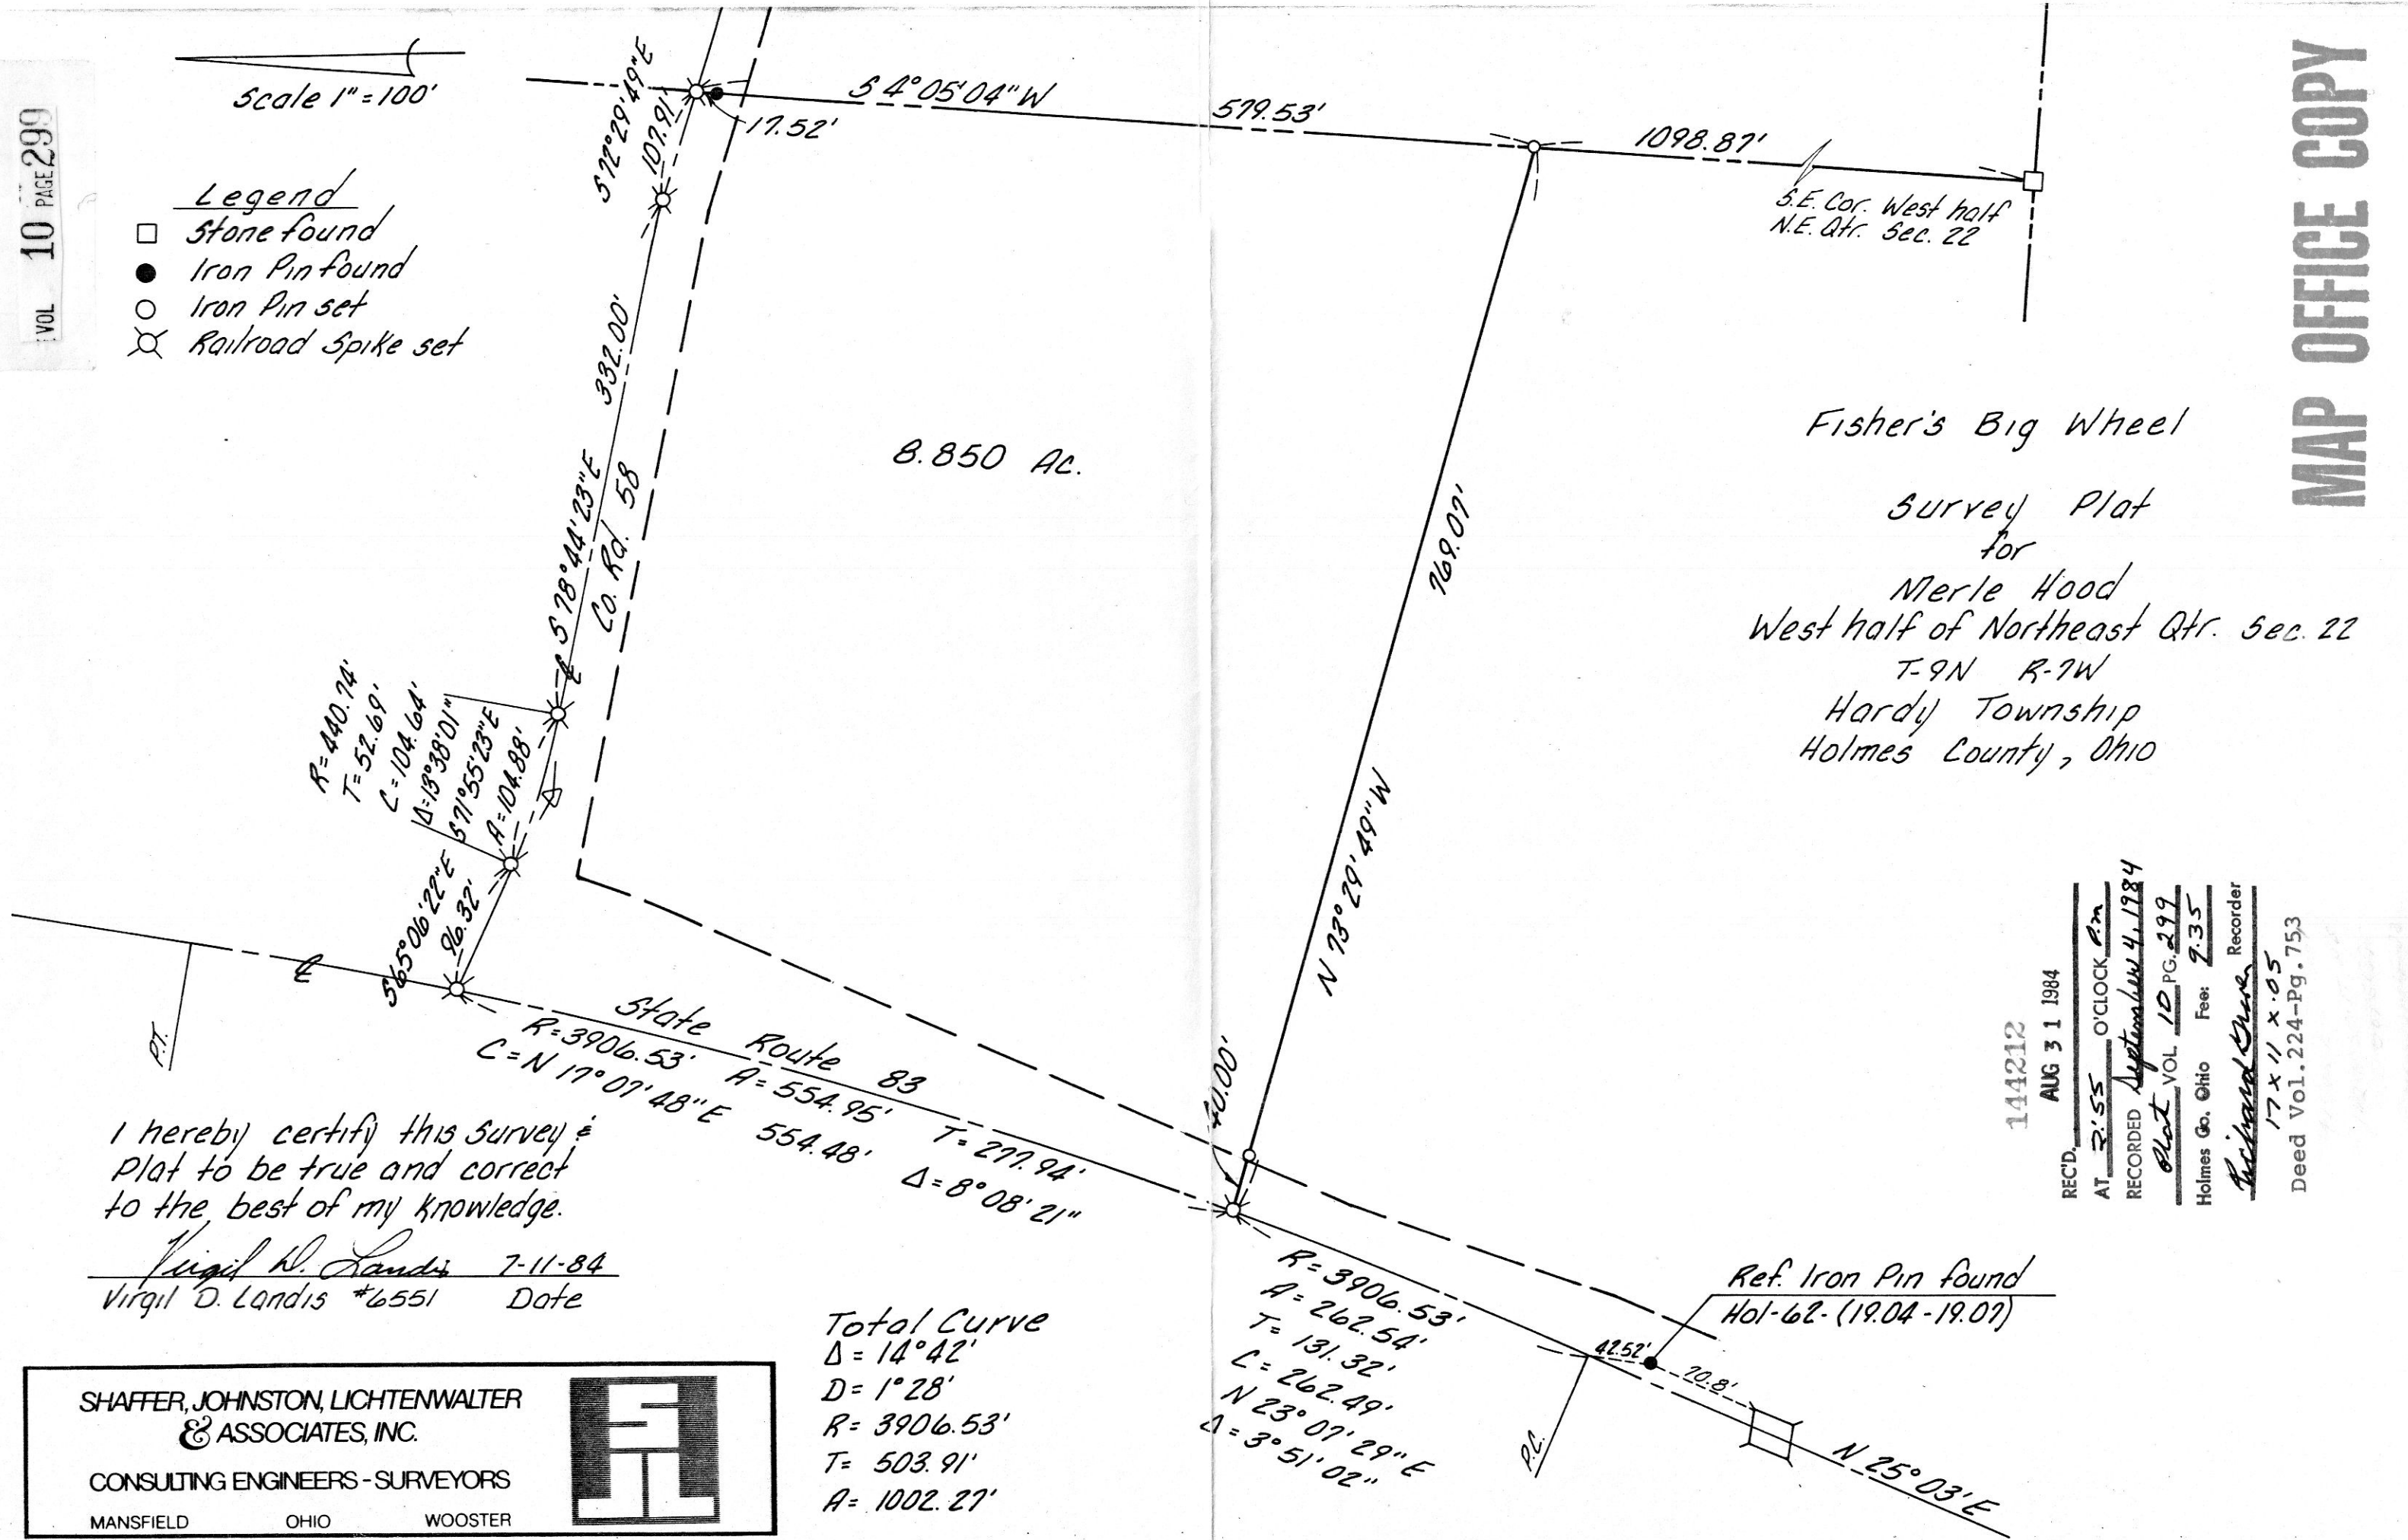 VOL 10 PAGE 299
Scale 1"=100'
Legend
Stone found
Iron Pin found
Iron Pin set
Railroad Spike set
S 72°29'49"E
107.91'
17.52'
S 4°05'04"W
579.53'
1098.87'
S.E. Cor. West half
N.E. Qtr. Sec. 22
MAP OFFICE COPY
332.00'
S 78°44'23"E
Co. Rd. 58
8.850 Ac.
769.07'
N 73°29'49"W
40.00'
Fisher's Big Wheel
Survey Plat
for
Merle Hood
West half of Northeast Qtr. Sec. 22
T-9N R-7W
Hardy Township
Holmes County, Ohio
R=440.74'
T=52.69'
C=104.64'
Δ=13°38'01"
S71°55'23"E
A=104.88'
Δ
S65°06'22"E
96.32'
℄
℄
P.T.
State Route 83
R=3906.53' A=554.95' T=277.94'
C=N 17°07'48"E 554.48' Δ=8°08'21"
I hereby certify this survey &
Plat to be true and correct
to the best of my knowledge.
Virgil D. Landis 7-11-84
Virgil D. Landis #6551 Date
SHAFFER, JOHNSTON, LICHTENWALTER
& ASSOCIATES, INC.
CONSULTING ENGINEERS - SURVEYORS
MANSFIELD OHIO WOOSTER
SJL
Total Curve
Δ= 14°42'
D= 1°28'
R= 3906.53'
T= 503.91'
A= 1002.27'
R=3906.53'
A=262.54'
T=131.32'
C=262.49'
N 23°07'29"E
Δ=3°51'02"
P.C.
42.52'
70.8'
Ref. Iron Pin found
Hol-62-(19.04-19.07)
N 25°03'E
144212
REC'D. AUG 31 1984
AT 2:55 O'CLOCK P.m
RECORDED September 4, 1984
Plat VOL. 10 PG. 299
Holmes Co. Ohio Fee: 9.35
Recorder
17 x 11 x .05
Deed Vol. 224-Pg. 753